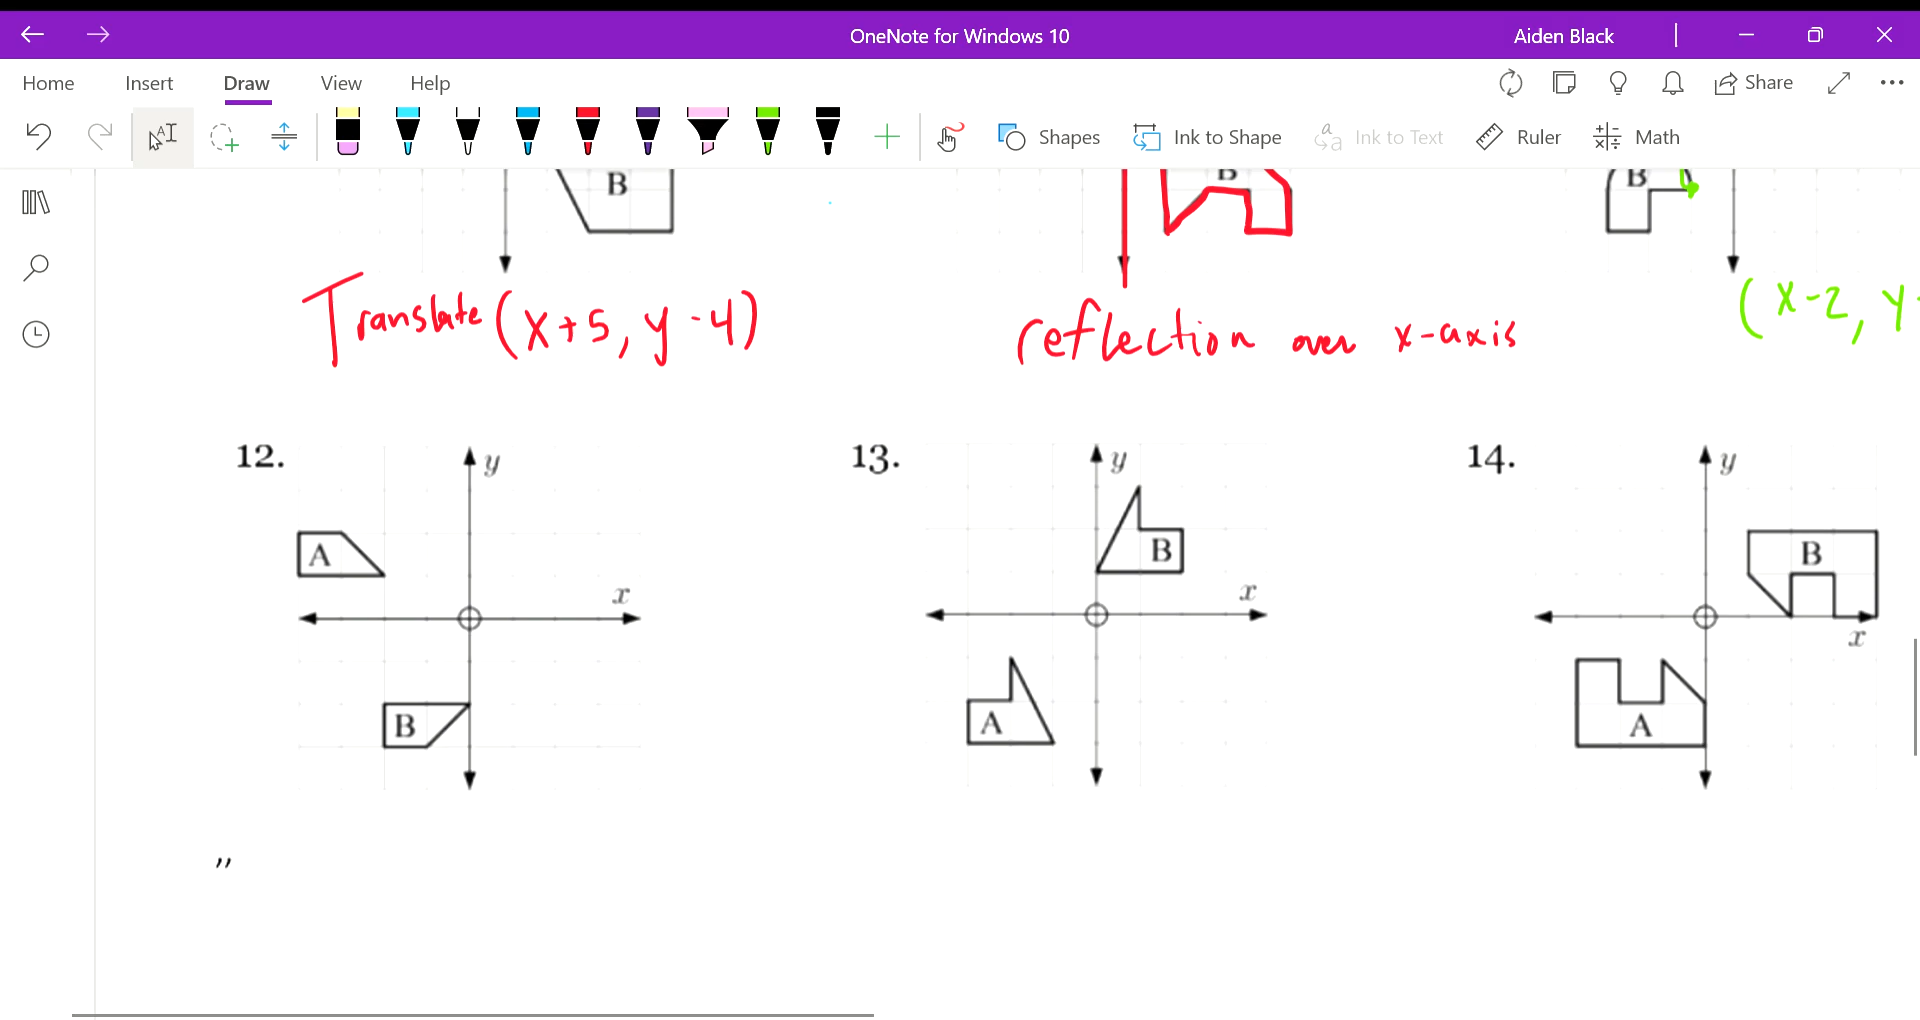 OneNote for Windows 10
Aiden Black
Home Insert Draw View Help
Share
Shapes Ink to Shape Ink to Text Ruler Math
B B B
Translate (x+5, y-4)
reflection over x-axis
(x-2, y
12. y
A
x
B
13. y
B
x
A
14. y
B
x
A
"